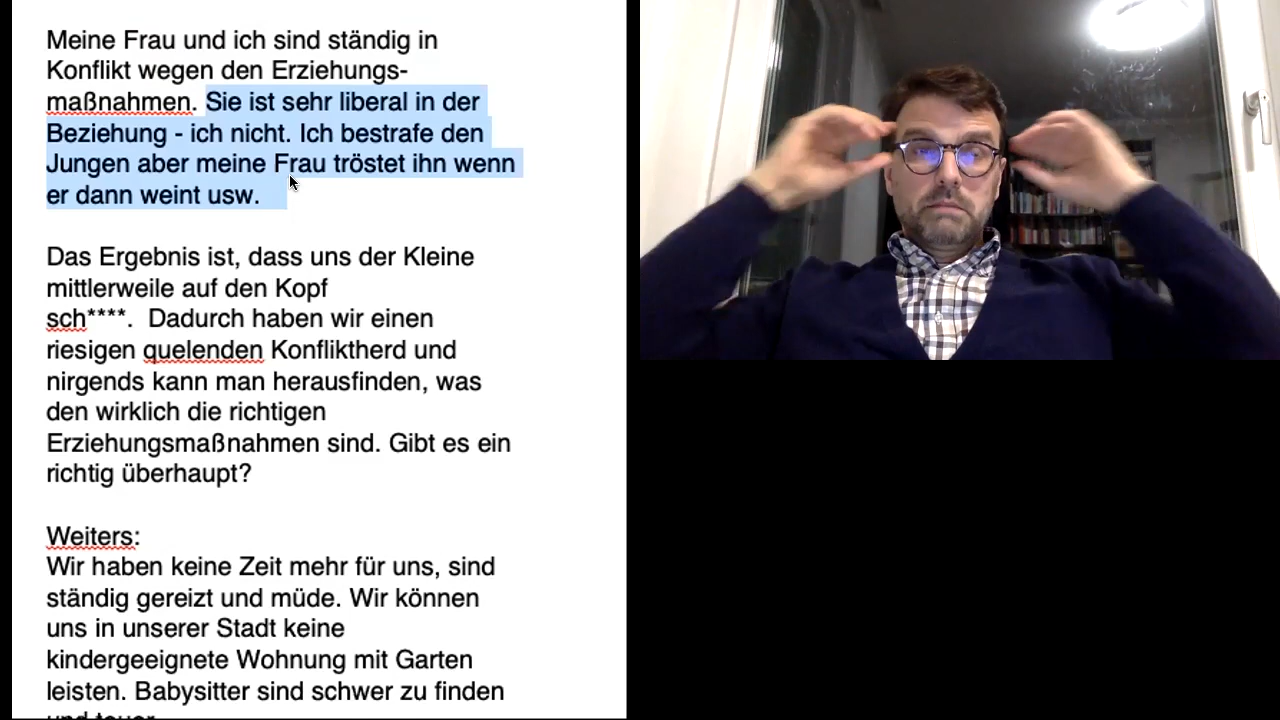 Meine Frau und ich sind ständig in
Konflikt wegen den Erziehungs-
maßnahmen. Sie ist sehr liberal in der
Beziehung - ich nicht. Ich bestrafe den
Jungen aber meine Frau tröstet ihn wenn
er dann weint usw.
Das Ergebnis ist, dass uns der Kleine
mittlerweile auf den Kopf
sch****.  Dadurch haben wir einen
riesigen quelenden Konfliktherd und
nirgends kann man herausfinden, was
den wirklich die richtigen
Erziehungsmaßnahmen sind. Gibt es ein
richtig überhaupt?
Weiters:
Wir haben keine Zeit mehr für uns, sind
ständig gereizt und müde. Wir können
uns in unserer Stadt keine
kindergeeignete Wohnung mit Garten
leisten. Babysitter sind schwer zu finden
und teuer